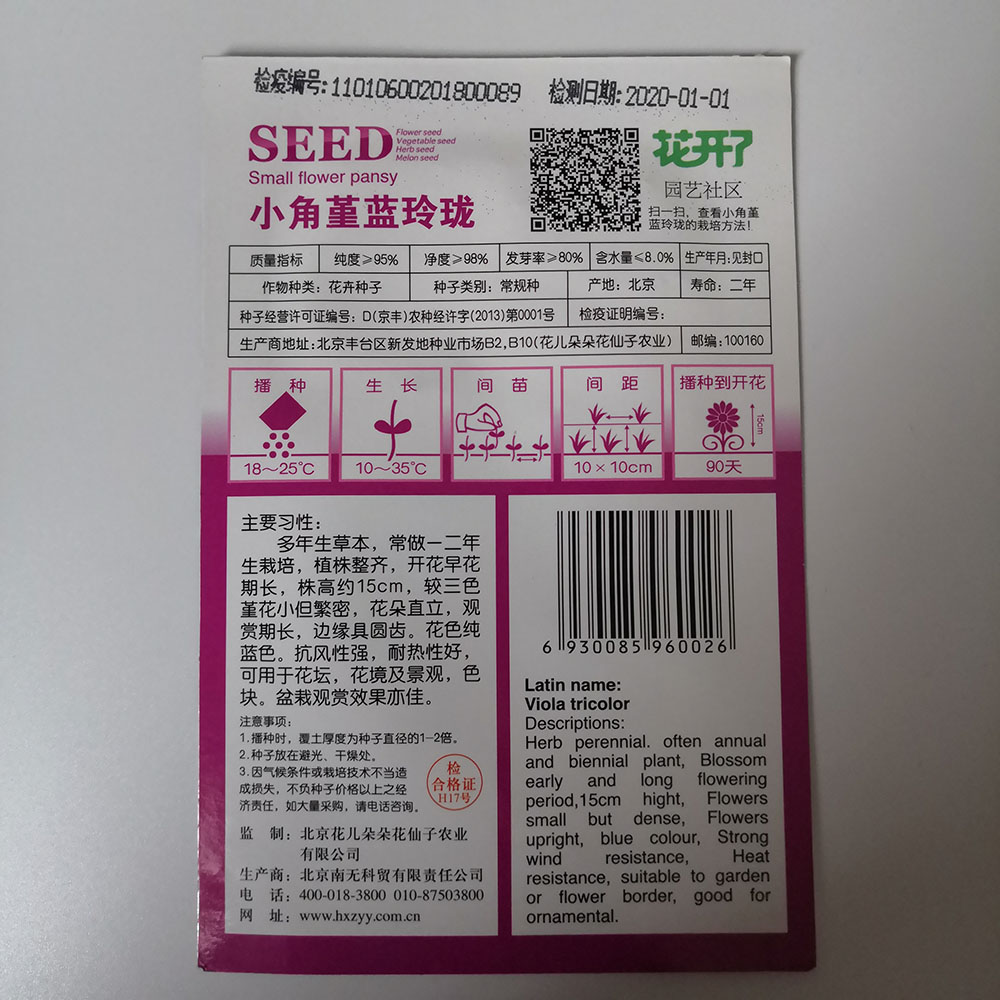 检疫编号:11010600201800089 检测日期:2020-01-01
SEED
Flower seed
Vegetable seed
Herb seed
Melon seed
Small flower pansy
小角堇蓝玲珑
花开了
园艺社区
扫一扫，查看小角堇
蓝玲珑的栽培方法!
质量指标 纯度≥95% 净度≥98% 发芽率≥80% 含水量≤8.0% 生产年月:见封口
作物种类：花卉种子 种子类别：常规种 产地：北京 寿命：二年
种子经营许可证编号：D(京丰)农种经许字(2013)第0001号 检疫证明编号：
生产商地址:北京丰台区新发地种业市场B2,B10(花儿朵朵花仙子农业) 邮编:100160
播种 生长 间苗 间距 播种到开花
15cm
18～25℃ 10～35℃ 10×10cm 90天
主要习性：
多年生草本，常做一二年
生栽培，植株整齐，开花早花
期长，株高约15cm，较三色
堇花小但繁密，花朵直立，观
赏期长，边缘具圆齿。花色纯
蓝色。抗风性强，耐热性好，
可用于花坛，花境及景观，色
块。盆栽观赏效果亦佳。
注意事项：
1.播种时，覆土厚度为种子直径的1-2倍。
2.种子放在避光、干燥处。
3.因气候条件或栽培技术不当造
成损失，不负种子价格以上之经
济责任，如大量采购，请电话咨询。
检
合格证
H17号
监 制：北京花儿朵朵花仙子农业
有限公司
生产商：北京南无科贸有限责任公司
电 话：400-018-3800 010-87503800
网 址：www.hxzyy.com.cn
6 930085 960026
Latin name:
Viola tricolor
Descriptions:
Herb perennial. often annual
and biennial plant, Blossom
early and long flowering
period,15cm hight, Flowers
small but dense, Flowers
upright, blue colour, Strong
wind resistance, Heat
resistance, suitable to garden
or flower border, good for
ornamental.